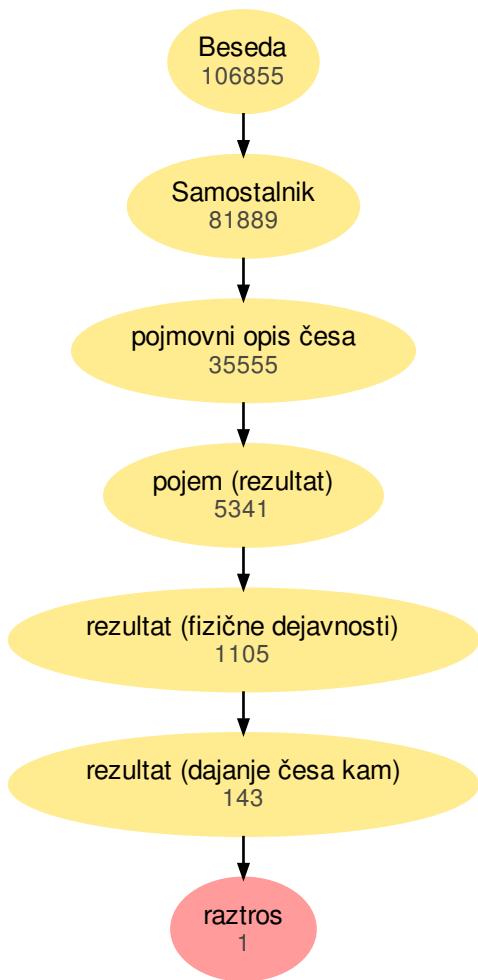 Beseda
106855
Samostalnik
81889
pojmovni opis česa
35555
pojem (rezultat)
5341
rezultat (fizične dejavnosti)
1105
rezultat (dajanje česa kam)
143
raztros
1